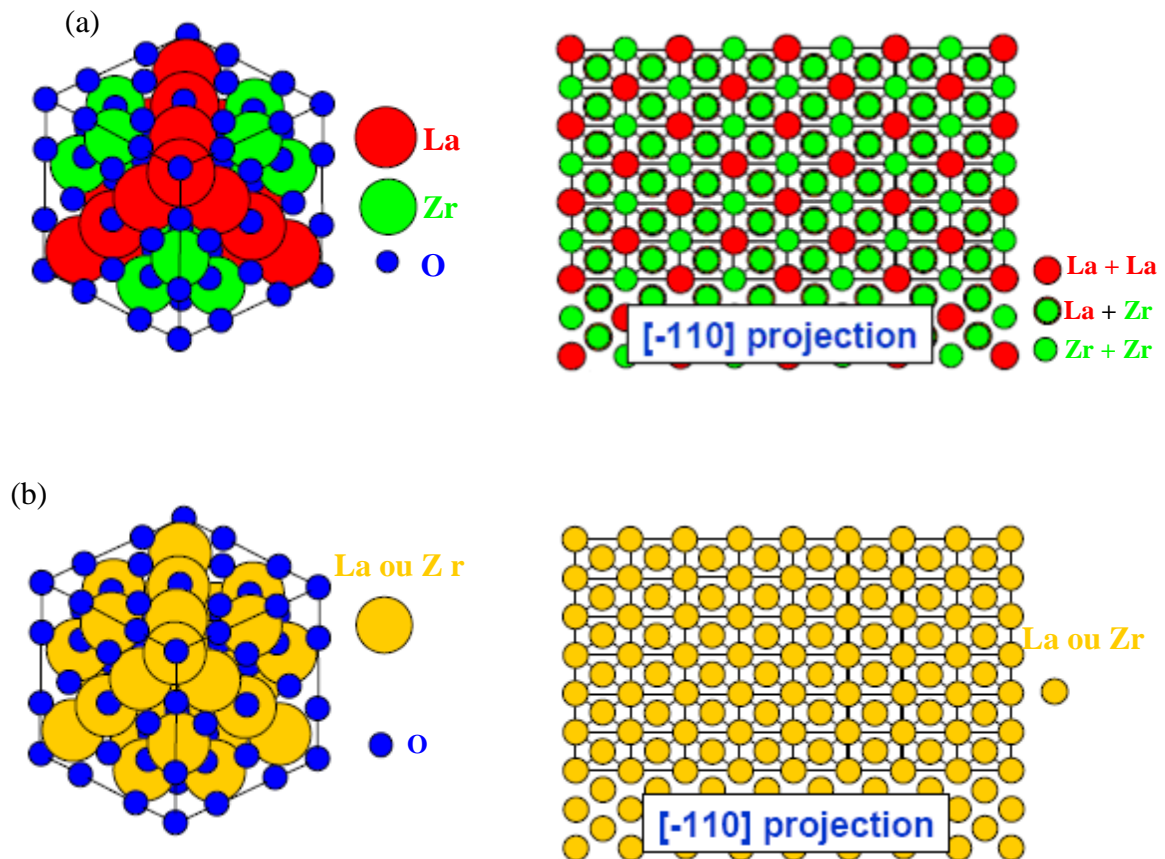 (a)
La
Zr
O
La + La
La + Zr
Zr + Zr
[-110] projection
(b)
La ou Z r
O
La ou Zr
[-110] projection